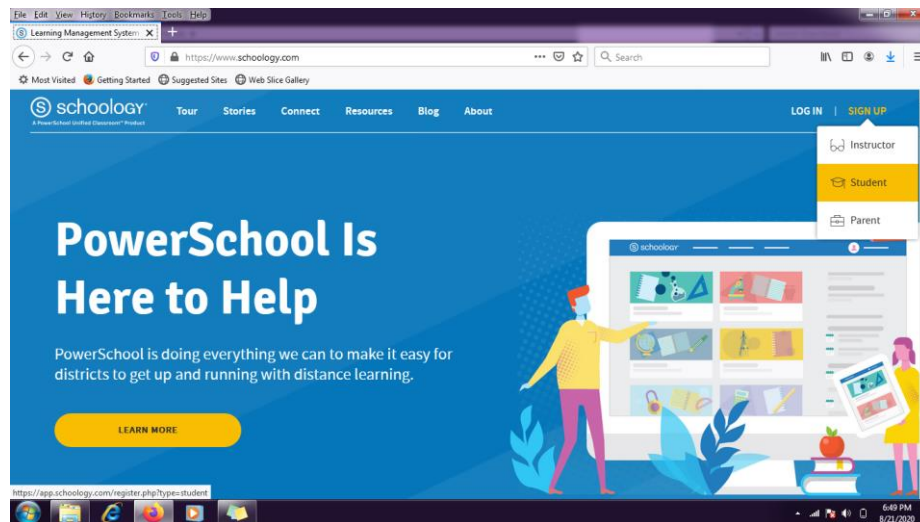 File Edit View History Bookmarks Tools Help
Learning Management System
https://www.schoology.com
Search
Most Visited Getting Started Suggested Sites Web Slice Gallery
schoology
A PowerSchool Unified Classroom™ Product
Tour Stories Connect Resources Blog About
LOG IN | SIGN UP
Instructor
Student
Parent
PowerSchool Is
Here to Help
PowerSchool is doing everything we can to make it easy for
districts to get up and running with distance learning.
LEARN MORE
schoology
https://app.schoology.com/register.php?type=student
6:49 PM
8/21/2020